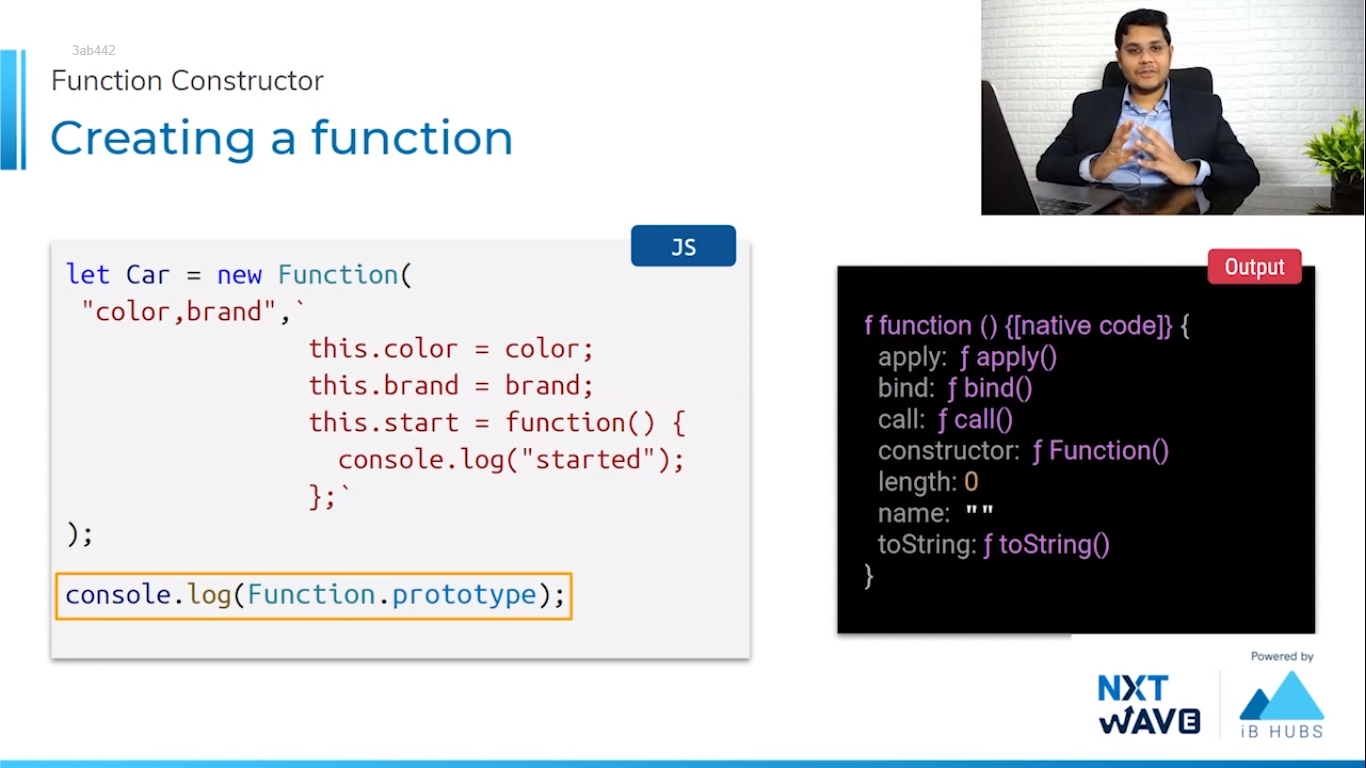 3ab442
Function Constructor
Creating a function
JS
let Car = new Function(
"color,brand",`
this.color = color;
this.brand = brand;
this.start = function() {
console.log("started");
};`
);
console.log(Function.prototype);
Output
f function () {[native code]} {
apply: ƒ apply()
bind: ƒ bind()
call: ƒ call()
constructor: ƒ Function()
length: 0
name: ""
toString: ƒ toString()
}
Powered by
NXT
WAVE
iB HUBS